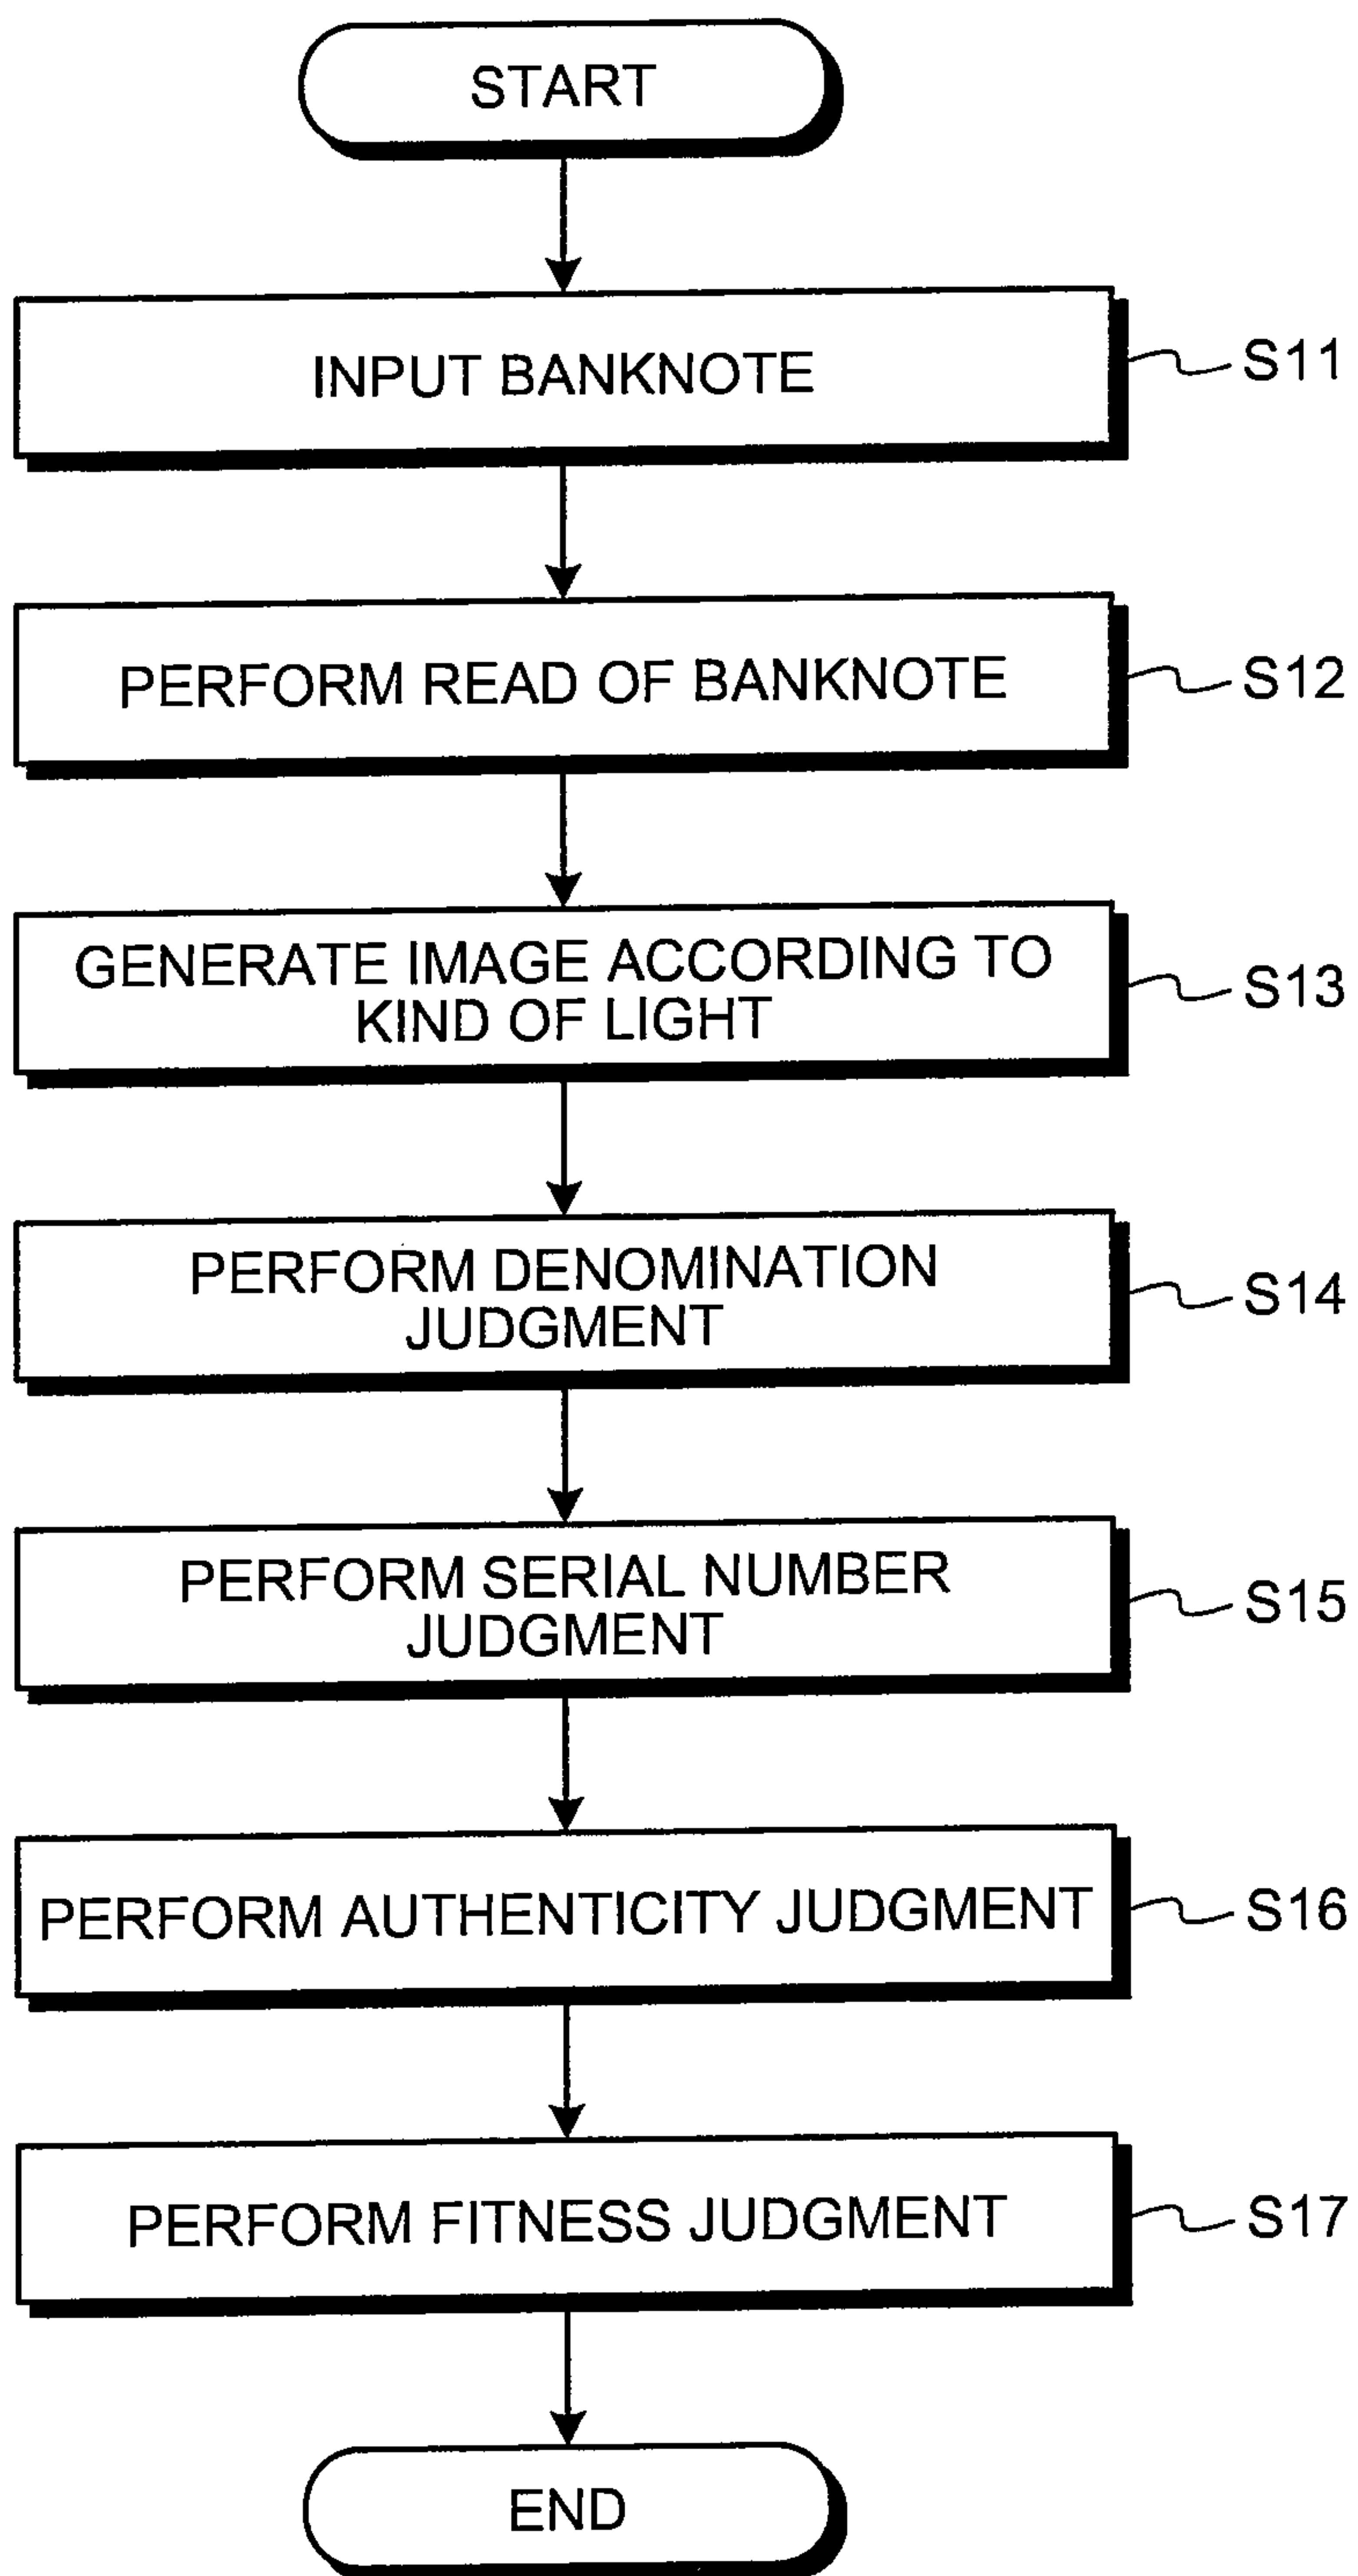 START
INPUT BANKNOTE
S11
PERFORM READ OF BANKNOTE
S12
GENERATE IMAGE ACCORDING TO
KIND OF LIGHT
S13
PERFORM DENOMINATION
JUDGMENT
S14
PERFORM SERIAL NUMBER
JUDGMENT
S15
PERFORM AUTHENTICITY JUDGMENT
S16
PERFORM FITNESS JUDGMENT
S17
END